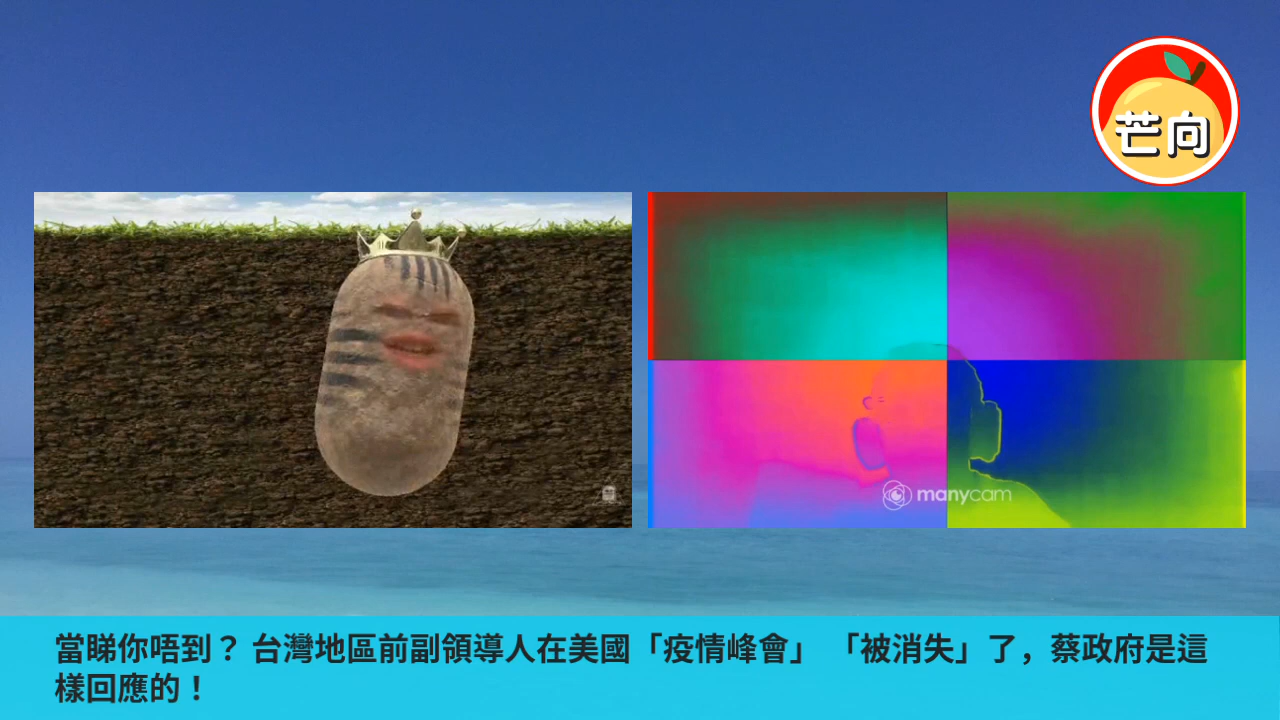 芒向
manycam
當睇你唔到？ 台灣地區前副領導人在美國「疫情峰會」 「被消失」了，蔡政府是這
樣回應的！